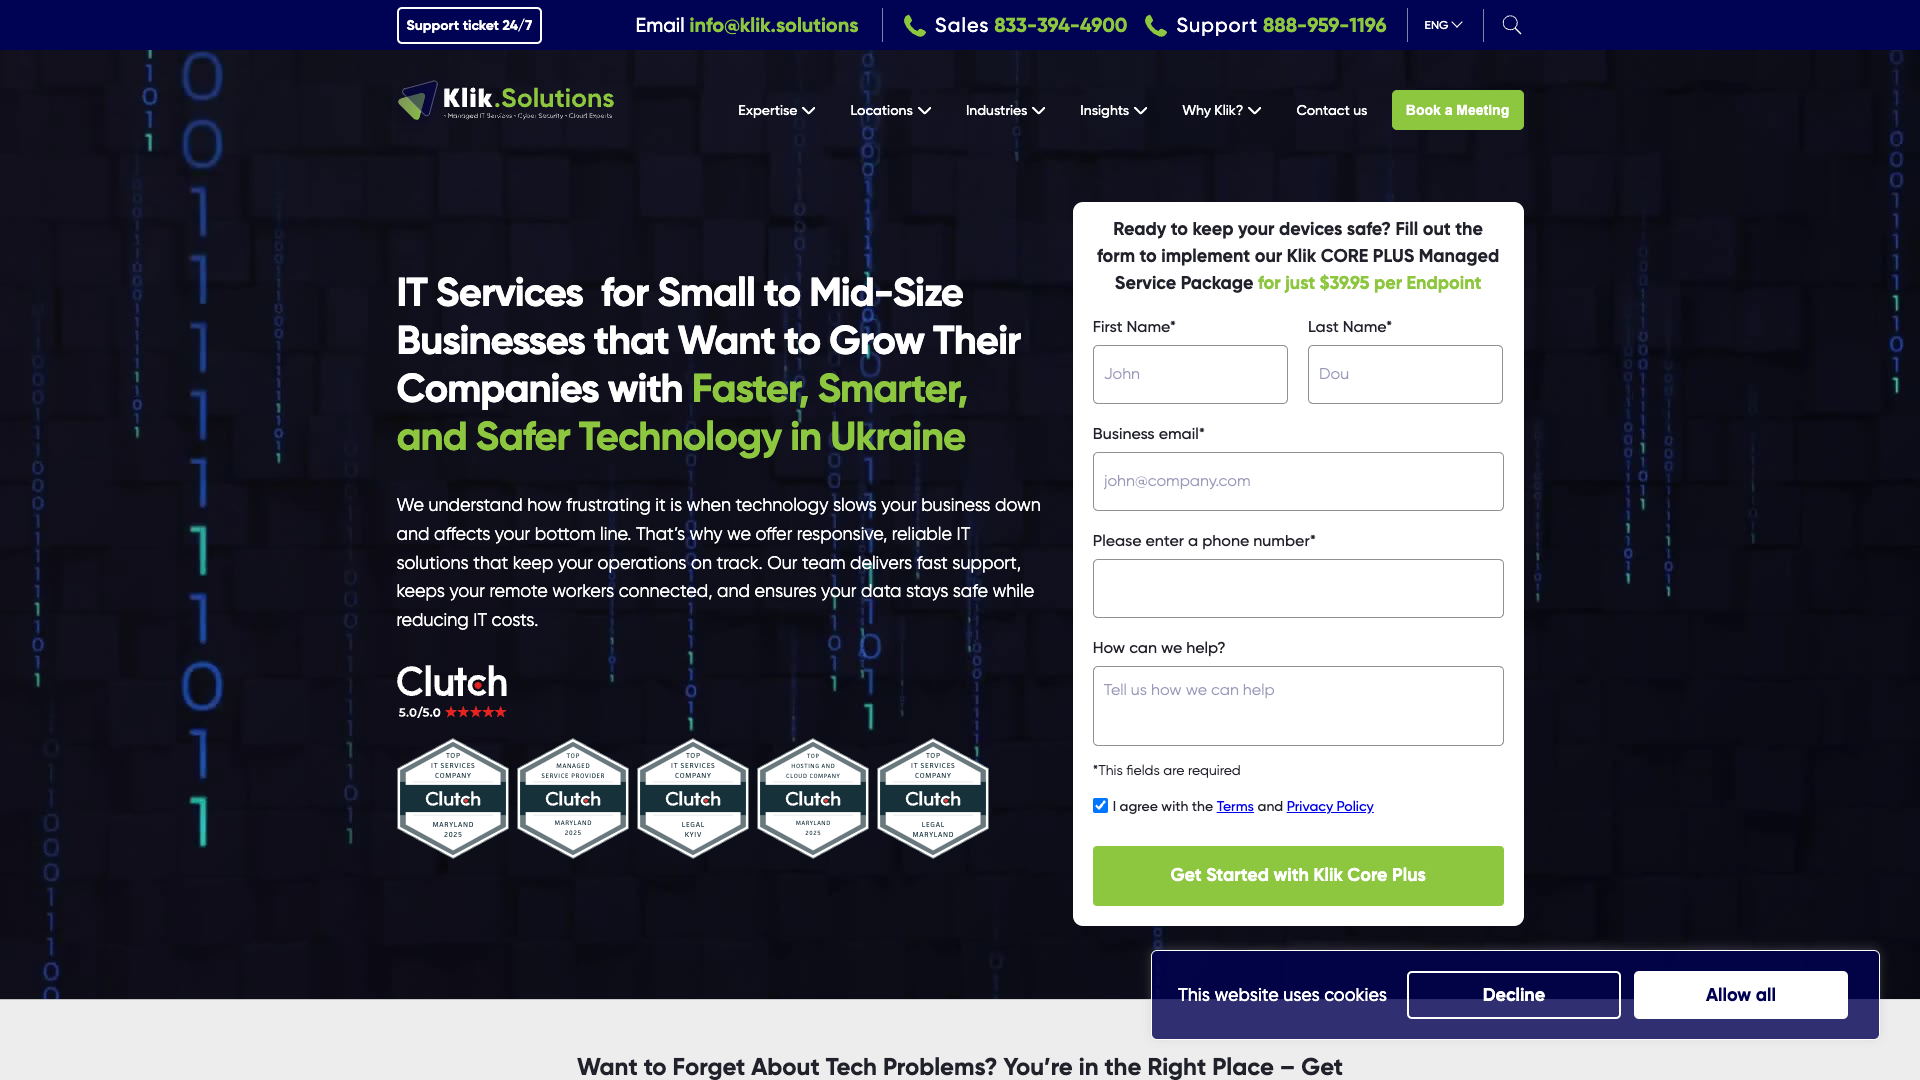 Support ticket 24/7
Email info@klik.solutions
Sales 833-394-4900
Support 888-959-1196
ENG
Klik.Solutions
• Managed IT Services • Cyber Security • Cloud Experts
Expertise
Locations
Industries
Insights
Why Klik?
Contact us
Book a Meeting
IT Services for Small to Mid-Size
Businesses that Want to Grow Their
Companies with Faster, Smarter,
and Safer Technology in Ukraine
We understand how frustrating it is when technology slows your business down
and affects your bottom line. That's why we offer responsive, reliable IT
solutions that keep your operations on track. Our team delivers fast support,
keeps your remote workers connected, and ensures your data stays safe while
reducing IT costs.
Clutch
5.0/5.0 ★★★★★
TOP
IT SERVICES
COMPANY
Clutch
MARYLAND
2025
TOP
MANAGED
SERVICE PROVIDER
Clutch
MARYLAND
2025
TOP
IT SERVICES
COMPANY
Clutch
LEGAL
KYIV
TOP
HOSTING AND
CLOUD COMPANY
Clutch
MARYLAND
2025
TOP
IT SERVICES
COMPANY
Clutch
LEGAL
MARYLAND
Ready to keep your devices safe? Fill out the
form to implement our Klik CORE PLUS Managed
Service Package for just $39.95 per Endpoint
First Name*
Last Name*
John
Dou
Business email*
john@company.com
Please enter a phone number*
How can we help?
Tell us how we can help
*This fields are required
I agree with the Terms and Privacy Policy
Get Started with Klik Core Plus
This website uses cookies
Decline
Allow all
Want to Forget About Tech Problems? You're in the Right Place – Get